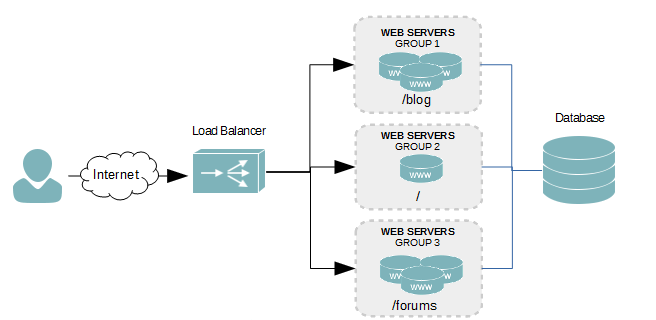 Internet
Load Balancer
WEB SERVERS
GROUP 1
WW
W
WWW
/blog
WEB SERVERS
GROUP 2
WWW
/
WEB SERVERS
GROUP 3
WWW
/forums
Database